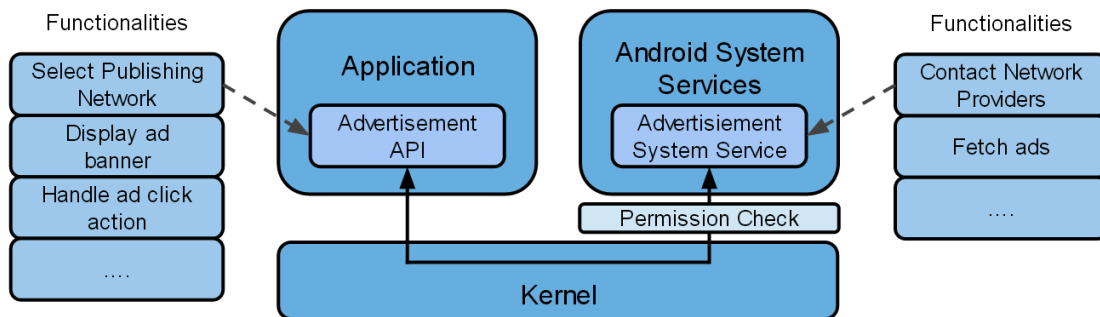 Functionalities
Select Publishing
Network
Display ad
banner
Handle ad click
action
....
Application
Advertisement
API
Android System
Services
Advertisiement
System Service
Permission Check
Kernel
Functionalities
Contact Network
Providers
Fetch ads
....